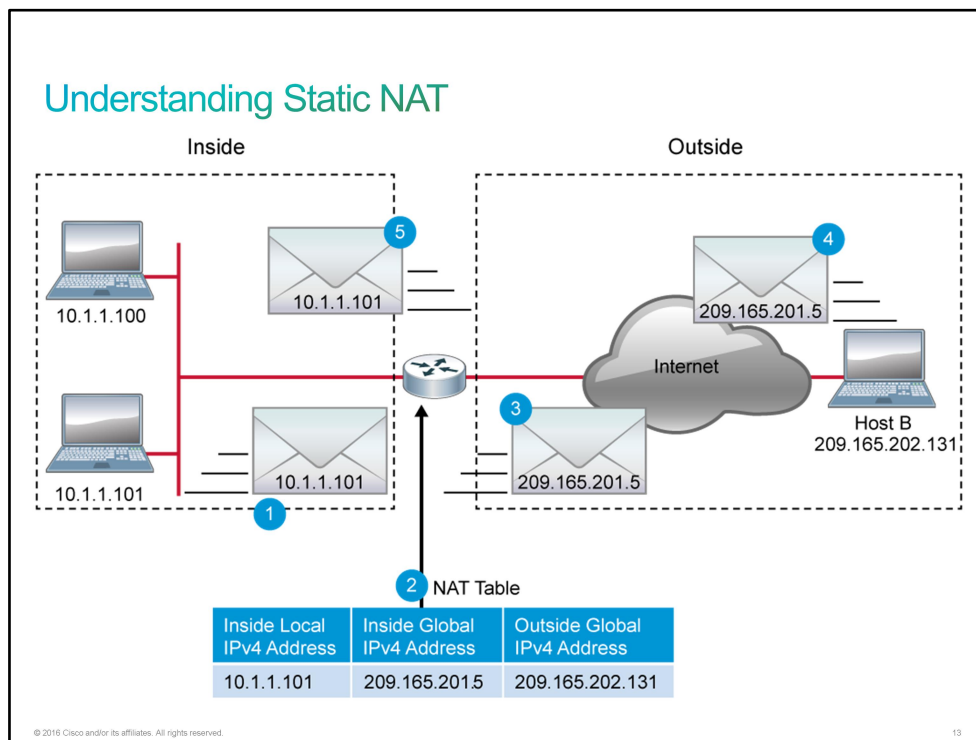 Understanding Static NAT
Inside
Outside
5
10.1.1.101
4
209.165.201.5
10.1.1.100
Internet
Host B
209.165.202.131
10.1.1.101
1
10.1.1.101
3
209.165.201.5
2 NAT Table
Inside Local IPv4 Address
Inside Global IPv4 Address
Outside Global IPv4 Address
10.1.1.101 209.165.201.5 209.165.202.131
© 2016 Cisco and/or its affiliates. All rights reserved.
13